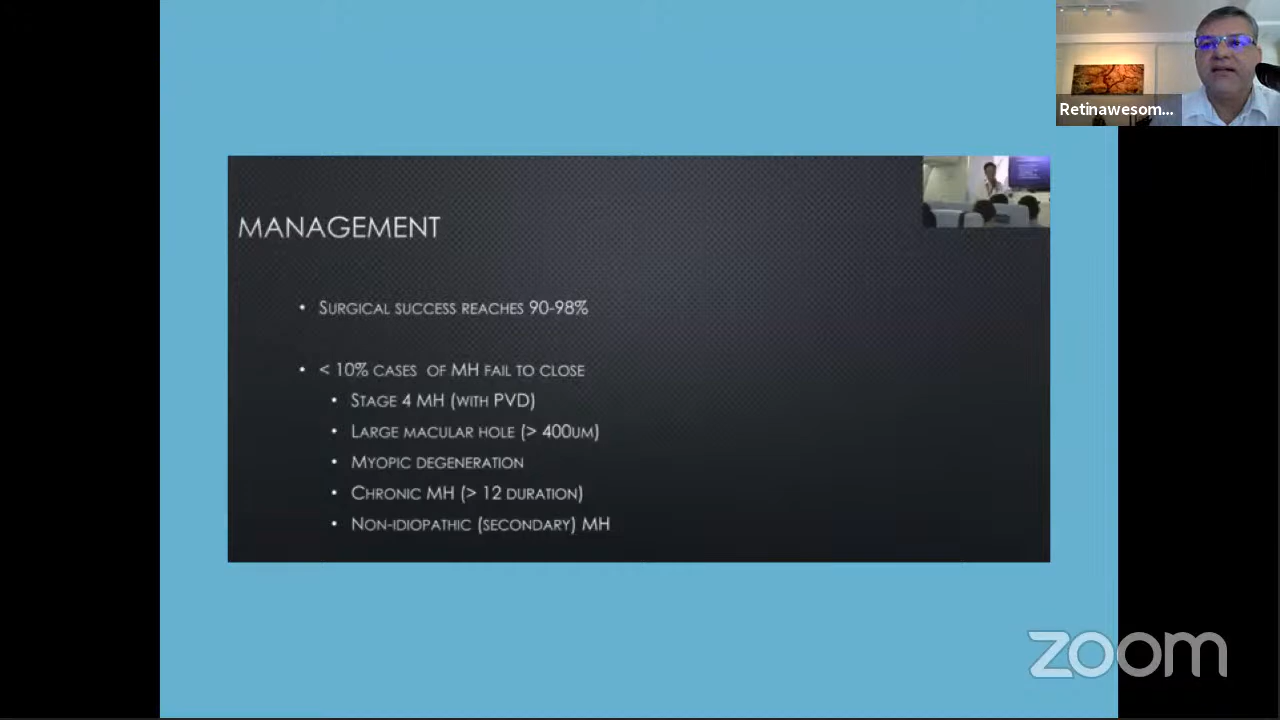 Retinawesom...
MANAGEMENT
• SURGICAL SUCCESS REACHES 90-98%
• < 10% CASES OF MH FAIL TO CLOSE
• STAGE 4 MH (WITH PVD)
• LARGE MACULAR HOLE (> 400UM)
• MYOPIC DEGENERATION
• CHRONIC MH (> 12 DURATION)
• NON-IDIOPATHIC (SECONDARY) MH
zoom